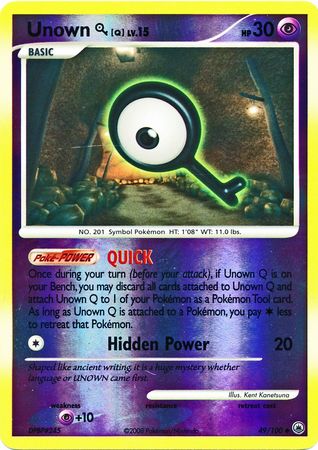 Unown [Q] LV.15 HP 30
BASIC
NO. 201 Symbol Pokémon HT: 1'08" WT: 11.0 lbs.
Poké-POWER QUICK
Once during your turn (before your attack), if Unown Q is on
your Bench, you may discard all cards attached to Unown Q and
attach Unown Q to 1 of your Pokémon as a Pokémon Tool card.
As long as Unown Q is attached to a Pokémon, you pay less
to retreat that Pokémon.
Hidden Power 20
Shaped like ancient writing it is a huge mystery whether
language or UNOWN came first.
Illus. Kent Kanetsuna
weakness resistance retreat cost
+10
DPBP#245 ©2008 Pokémon/Nintendo 49/100